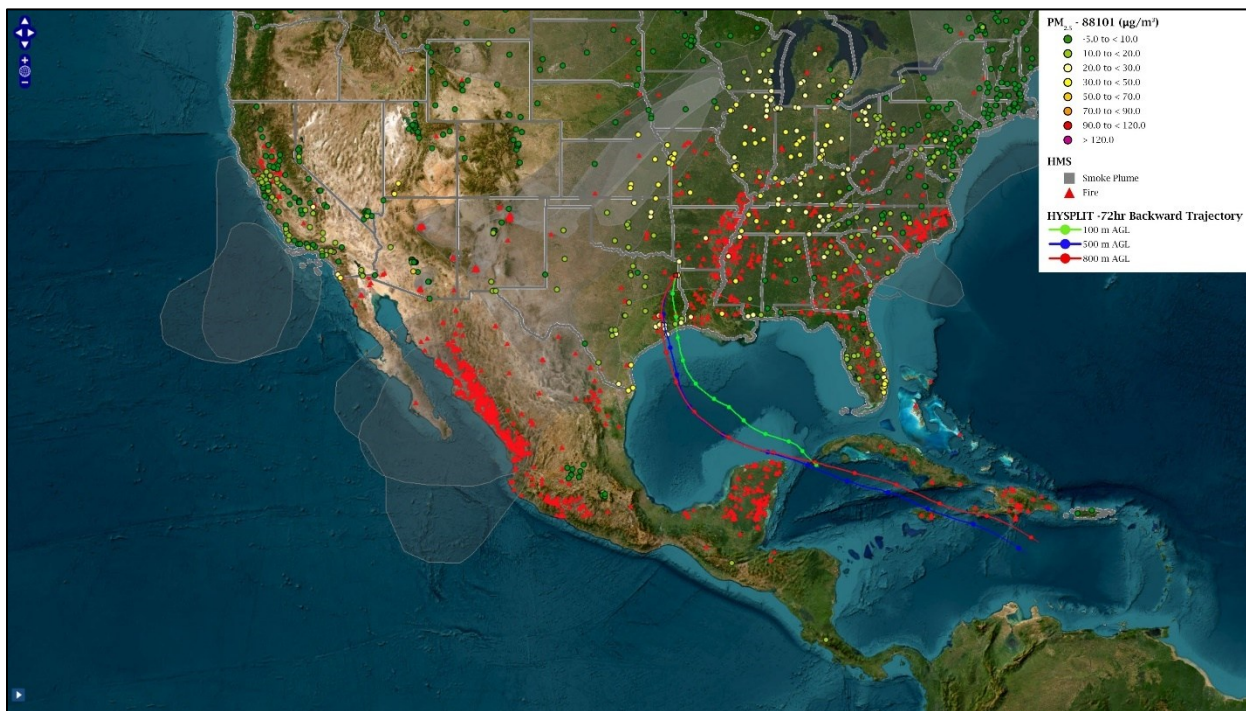 PM2.5 - 88101 (µg/m³)
-5.0 to < 10.0
10.0 to < 20.0
20.0 to < 30.0
30.0 to < 50.0
50.0 to < 70.0
70.0 to < 90.0
90.0 to < 120.0
> 120.0
HMS
Smoke Plume
Fire
HYSPLIT -72hr Backward Trajectory
100 m AGL
500 m AGL
800 m AGL